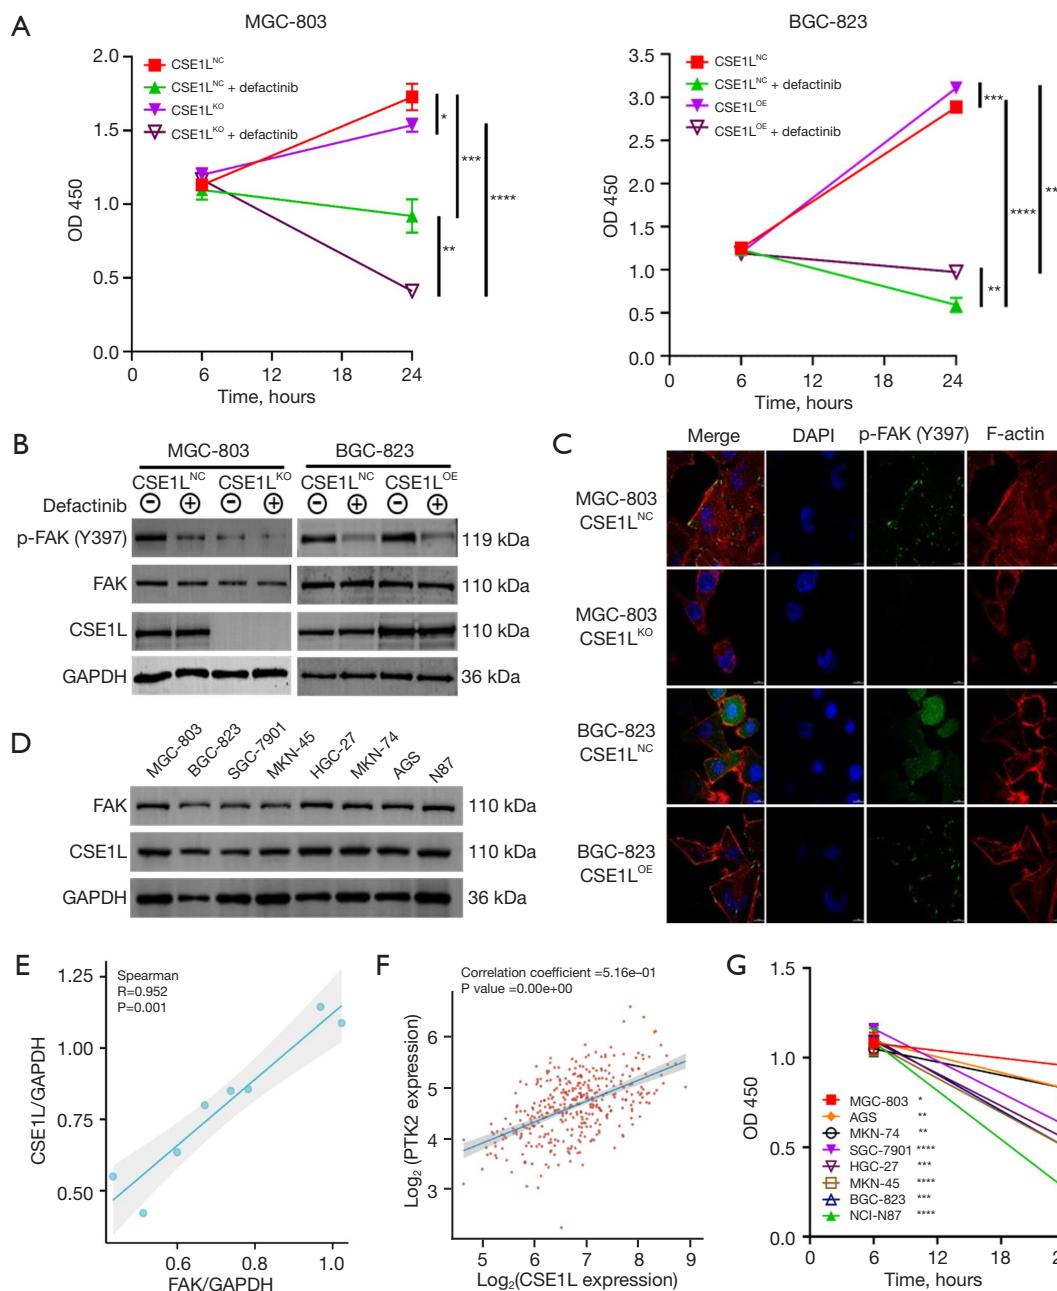 A
MGC-803
BGC-823
CSE1L^NC
CSE1L^NC + defactinib
CSE1L^KO
CSE1L^KO + defactinib
OD 450
2.0
1.5
1.0
0.5
0.0
0 6 12 18 24
Time, hours
*
***
****
**
CSE1L^NC
CSE1L^NC + defactinib
CSE1L^OE
CSE1L^OE + defactinib
OD 450
3.5
3.0
2.5
2.0
1.5
1.0
0.5
0.0
0 6 12 18 24
Time, hours
***
****
**
**
B
MGC-803 BGC-823
CSE1L^NC CSE1L^KO CSE1L^NC CSE1L^OE
Defactinib - + - + - + - +
p-FAK (Y397) 119 kDa
FAK 110 kDa
CSE1L 110 kDa
GAPDH 36 kDa
C
Merge DAPI p-FAK (Y397) F-actin
MGC-803
CSE1L^NC
MGC-803
CSE1L^KO
BGC-823
CSE1L^NC
BGC-823
CSE1L^OE
D
MGC-803 BGC-823 SGC-7901 MKN-45 HGC-27 MKN-74 AGS N87
FAK 110 kDa
CSE1L 110 kDa
GAPDH 36 kDa
E
Spearman
R=0.952
P=0.001
CSE1L/GAPDH
1.25
1.00
0.75
0.50
0.6 0.8 1.0
FAK/GAPDH
F
Correlation coefficient =5.16e–01
P value =0.00e+00
Log₂ (PTK2 expression)
6
5
4
3
5 6 7 8 9
Log₂(CSE1L expression)
G
OD 450
1.5
1.0
0.5
0.0
MGC-803 *
AGS **
MKN-74 **
SGC-7901 ****
HGC-27 ***
MKN-45 ****
BGC-823 ***
NCI-N87 ****
0 6 12 18
Time, hours